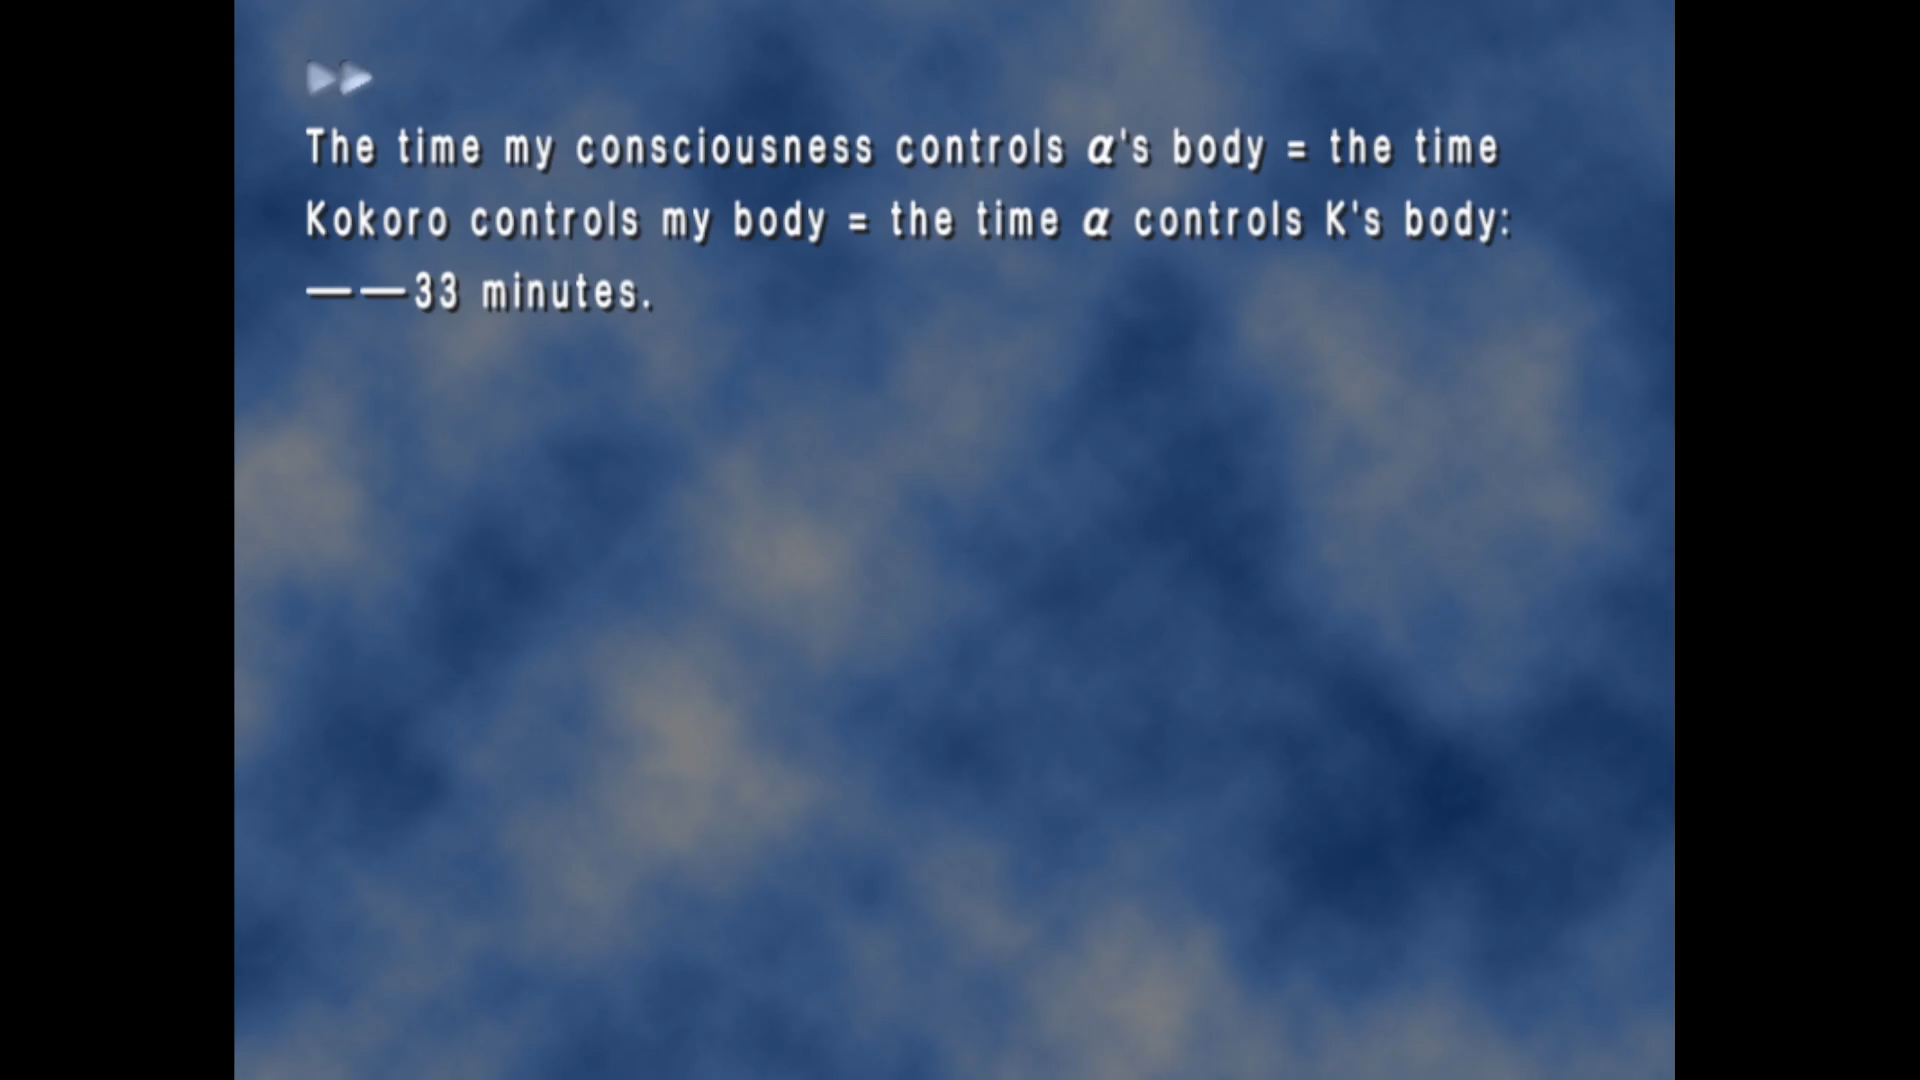 The time my consciousness controls α's body = the time
Kokoro controls my body = the time α controls K's body:
――33 minutes.